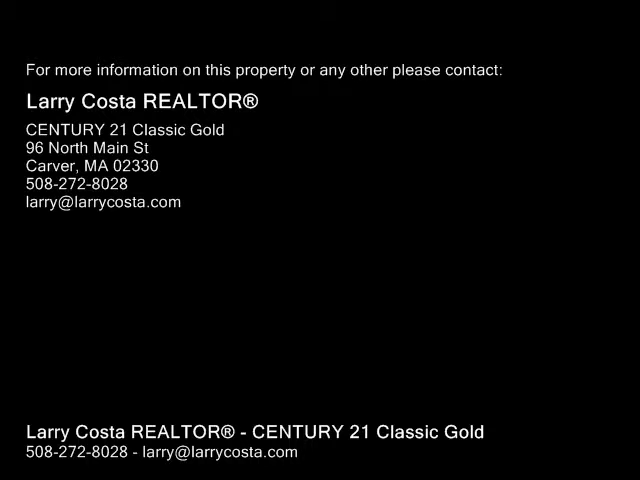 For more information on this property or any other please contact:
Larry Costa REALTOR®
CENTURY 21 Classic Gold
96 North Main St
Carver, MA 02330
508-272-8028
larry@larrycosta.com
Larry Costa REALTOR® - CENTURY 21 Classic Gold
508-272-8028 - larry@larrycosta.com